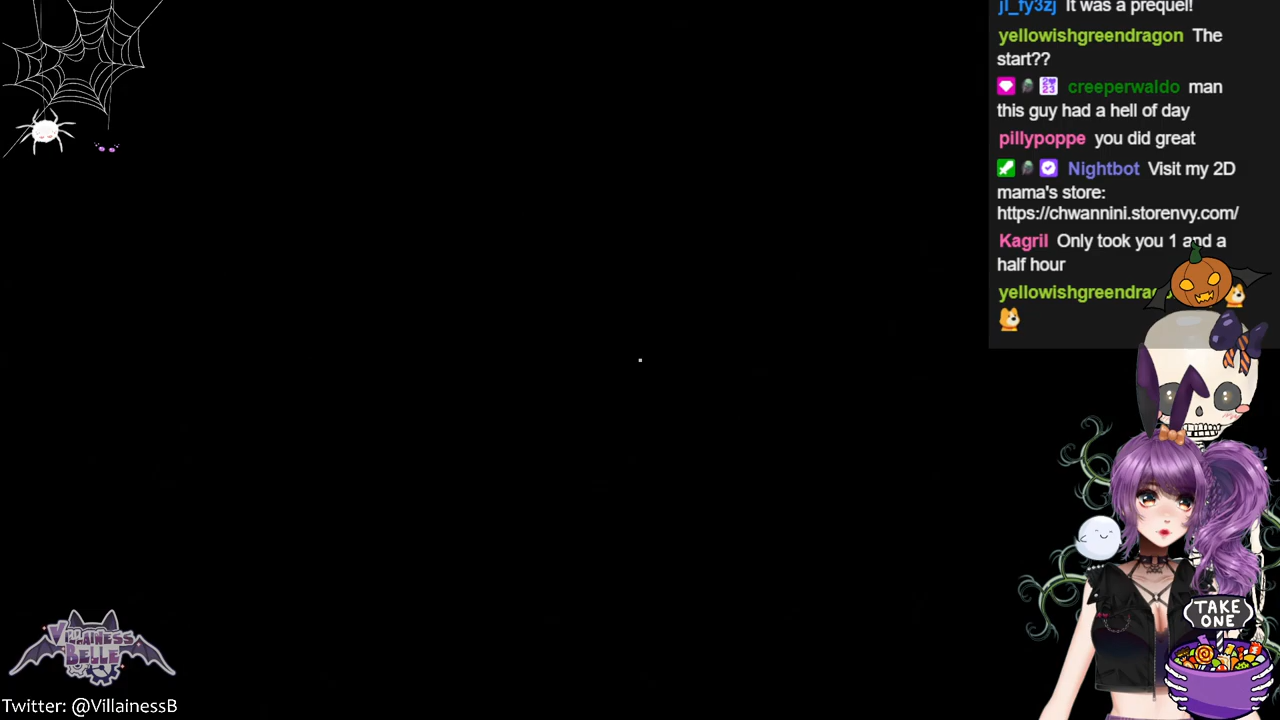 jl_fy3zj It was a prequel!
yellowishgreendragon The
start??
creeperwaldo man
this guy had a hell of day
pillypoppe you did great
Nightbot Visit my 2D
mama's store:
https://chwannini.storenvy.com/
Kagril Only took you 1 and a
half hour
TAKE
ONE
VILLAINESS
BELLE
Twitter: @VillainessB